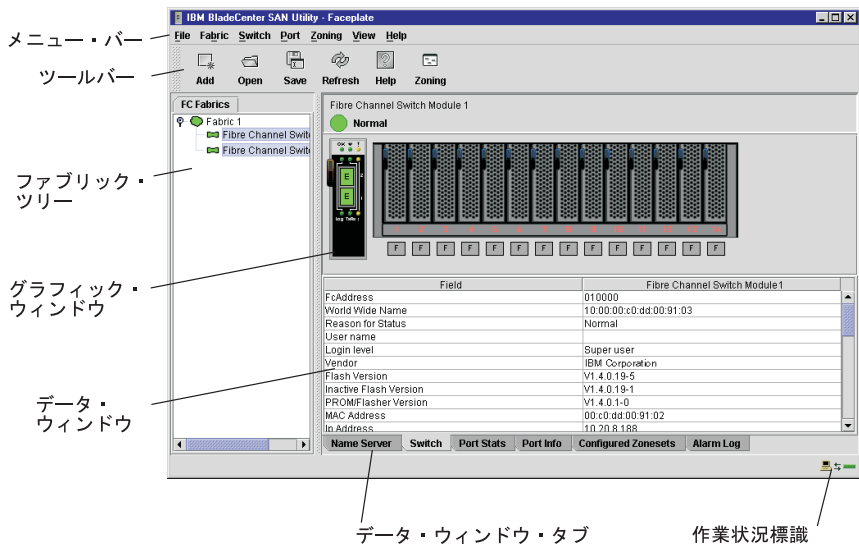 IBM BladeCenter SAN Utility - Faceplate
File Fabric Switch Port Zoning View Help
Add Open Save Refresh Help Zoning
FC Fabrics
Fabric 1
Fibre Channel Swit
Fibre Channel Swit
Fibre Channel Switch Module 1
Normal
OK
E 2
E 1
Log
F F F F F F F F F F F F F F
Field Fibre Channel Switch Module1
FcAddress 010000
World Wide Name 10:00:00:c0:dd:00:91:03
Reason for Status Normal
User name
Login level Super user
Vendor IBM Corporation
Flash Version V1.4.0.19-5
Inactive Flash Version V1.4.0.19-1
PROM/Flasher Version V1.4.0.1-0
MAC Address 00:c0:dd:00:91:02
Ip Address 10.20.8.188
Name Server Switch Port Stats Port Info Configured Zonesets Alarm Log
メニュー・バー
ツールバー
ファブリック・
ツリー
グラフィック・
ウィンドウ
データ・
ウィンドウ
データ・ウィンドウ・タブ
作業状況標識